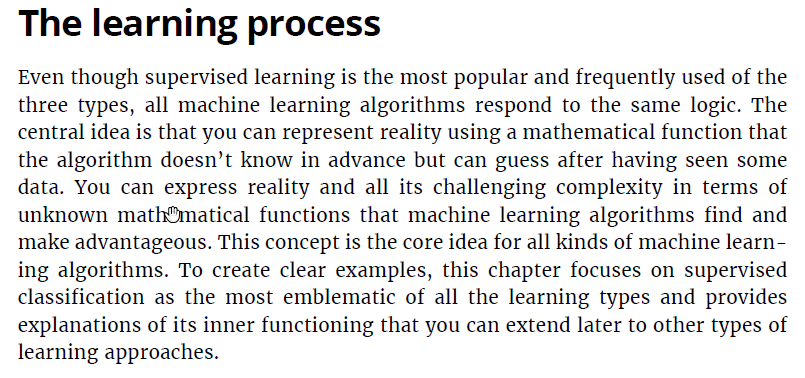 The learning process
Even though supervised learning is the most popular and frequently used of the
three types, all machine learning algorithms respond to the same logic. The
central idea is that you can represent reality using a mathematical function that
the algorithm doesn’t know in advance but can guess after having seen some
data. You can express reality and all its challenging complexity in terms of
unknown mathematical functions that machine learning algorithms find and
make advantageous. This concept is the core idea for all kinds of machine learn-
ing algorithms. To create clear examples, this chapter focuses on supervised
classification as the most emblematic of all the learning types and provides
explanations of its inner functioning that you can extend later to other types of
learning approaches.